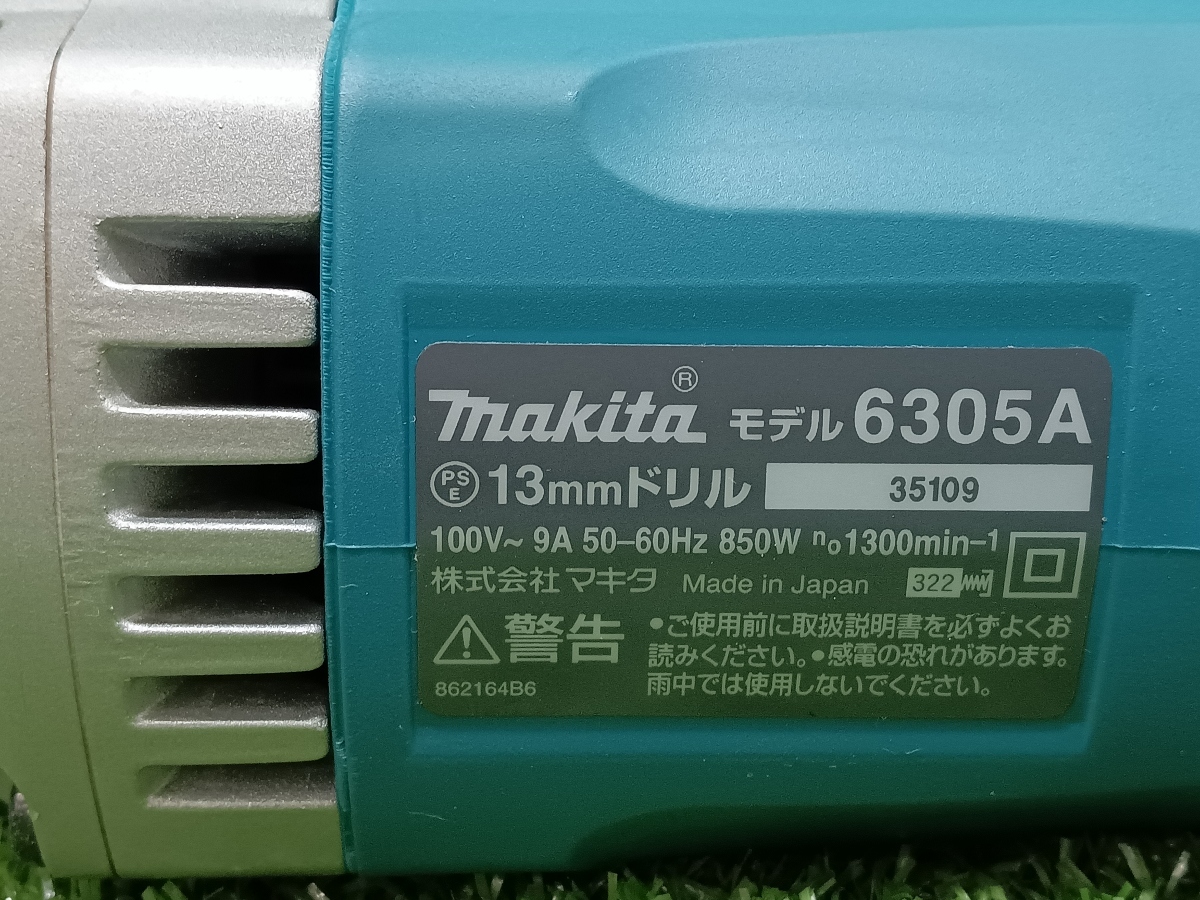 makita® モデル 6305A
PSE 13mmドリル 35109
100V~ 9A 50-60Hz 850W n₀1300min-1
株式会社 マキタ Made in Japan 322
警告 •ご使用前に取扱説明書を必ずよくお
読みください。•感電の恐れがあります。
862164B6 雨中では使用しないでください。